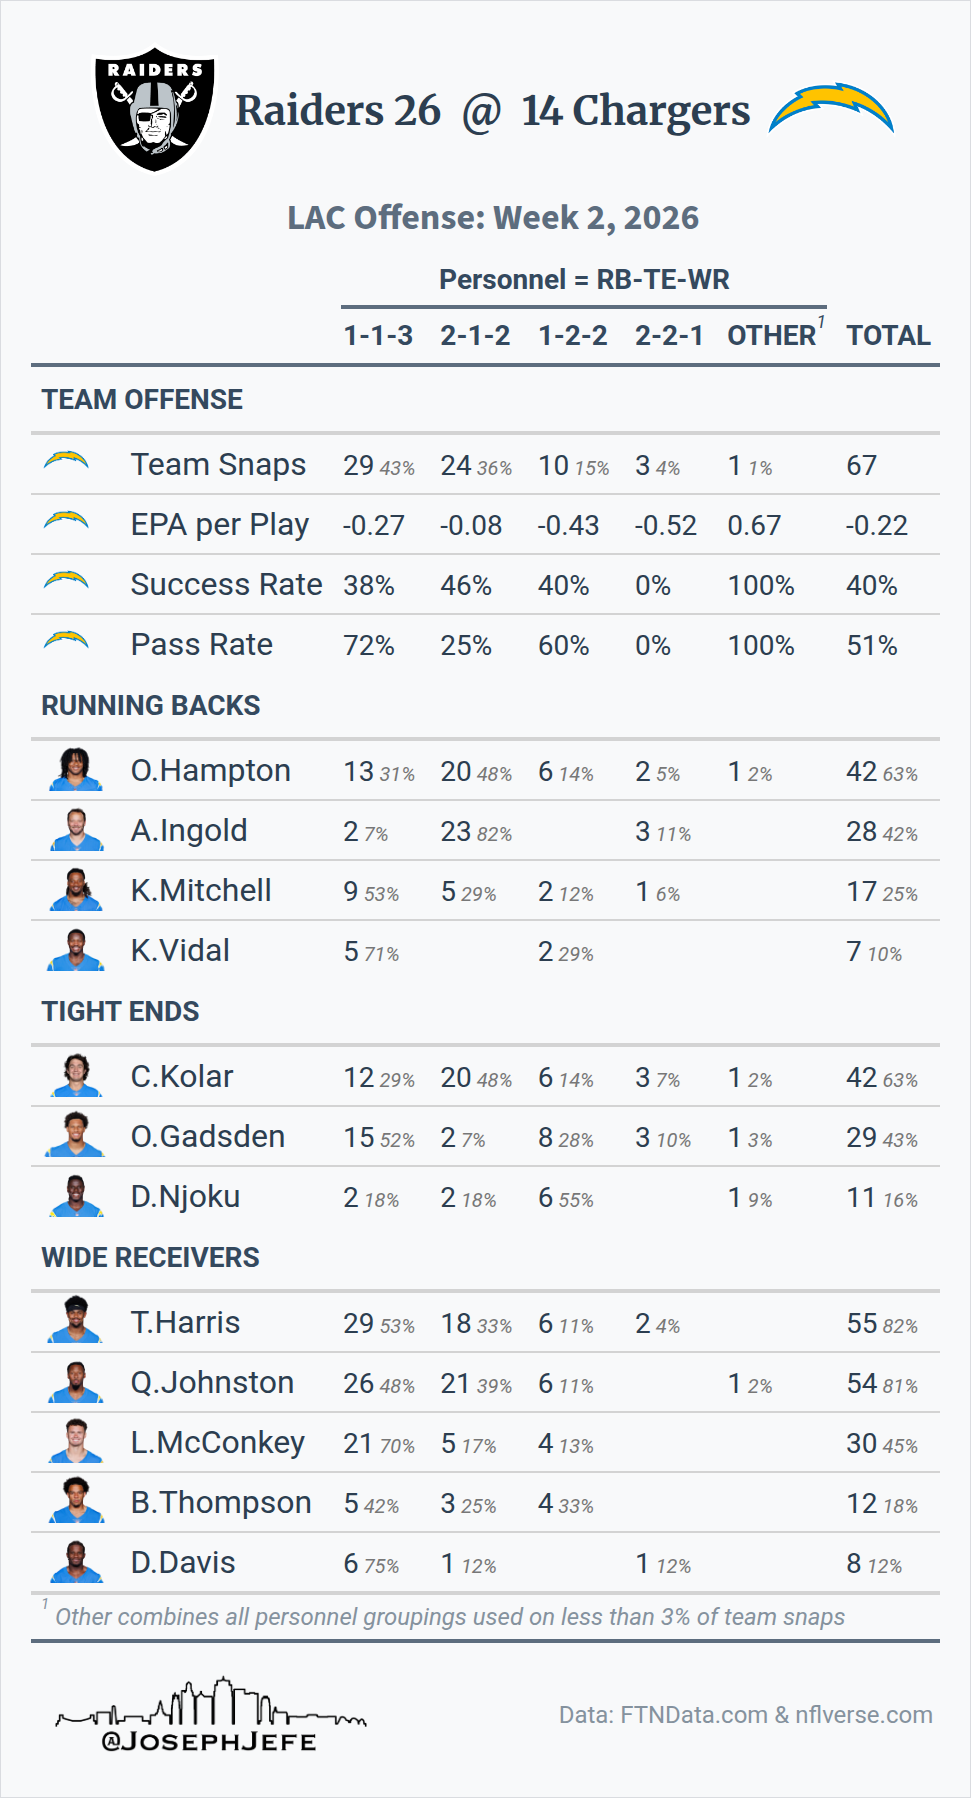 RAIDERS
Raiders 26 @ 14 Chargers
LAC Offense: Week 2, 2026
Personnel = RB-TE-WR
1-1-3 2-1-2 1-2-2 2-2-1 OTHER1 TOTAL
TEAM OFFENSE
Team Snaps 29 43% 24 36% 10 15% 3 4% 1 1% 67
EPA per Play -0.27 -0.08 -0.43 -0.52 0.67 -0.22
Success Rate 38% 46% 40% 0% 100% 40%
Pass Rate 72% 25% 60% 0% 100% 51%
RUNNING BACKS
O.Hampton 13 31% 20 48% 6 14% 2 5% 1 2% 42 63%
A.Ingold 2 7% 23 82% 3 11% 28 42%
K.Mitchell 9 53% 5 29% 2 12% 1 6% 17 25%
K.Vidal 5 71% 2 29% 7 10%
TIGHT ENDS
C.Kolar 12 29% 20 48% 6 14% 3 7% 1 2% 42 63%
O.Gadsden 15 52% 2 7% 8 28% 3 10% 1 3% 29 43%
D.Njoku 2 18% 2 18% 6 55% 1 9% 11 16%
WIDE RECEIVERS
T.Harris 29 53% 18 33% 6 11% 2 4% 55 82%
Q.Johnston 26 48% 21 39% 6 11% 1 2% 54 81%
L.McConkey 21 70% 5 17% 4 13% 30 45%
B.Thompson 5 42% 3 25% 4 33% 12 18%
D.Davis 6 75% 1 12% 1 12% 8 12%
1 Other combines all personnel groupings used on less than 3% of team snaps
@JOSEPHJEFE
Data: FTNData.com & nflverse.com